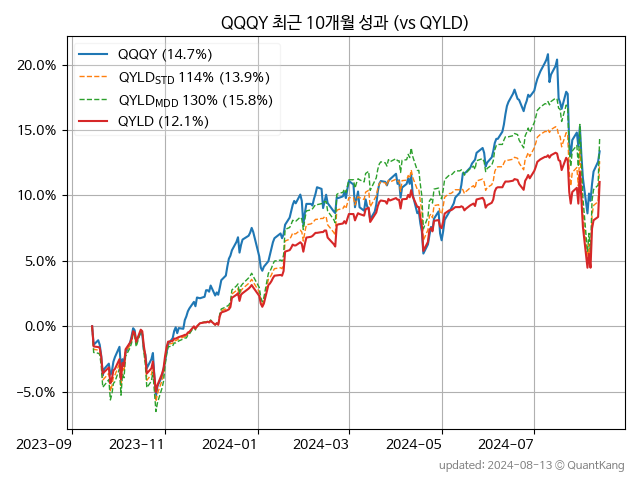 QQQY 최근 10개월 성과 (vs QYLD)
QQQY (14.7%)
QYLD_STD 114% (13.9%)
QYLD_MDD 130% (15.8%)
QYLD (12.1%)
20.0%
15.0%
10.0%
5.0%
0.0%
−5.0%
2023-09
2023-11
2024-01
2024-03
2024-05
2024-07
updated: 2024-08-13 © QuantKang